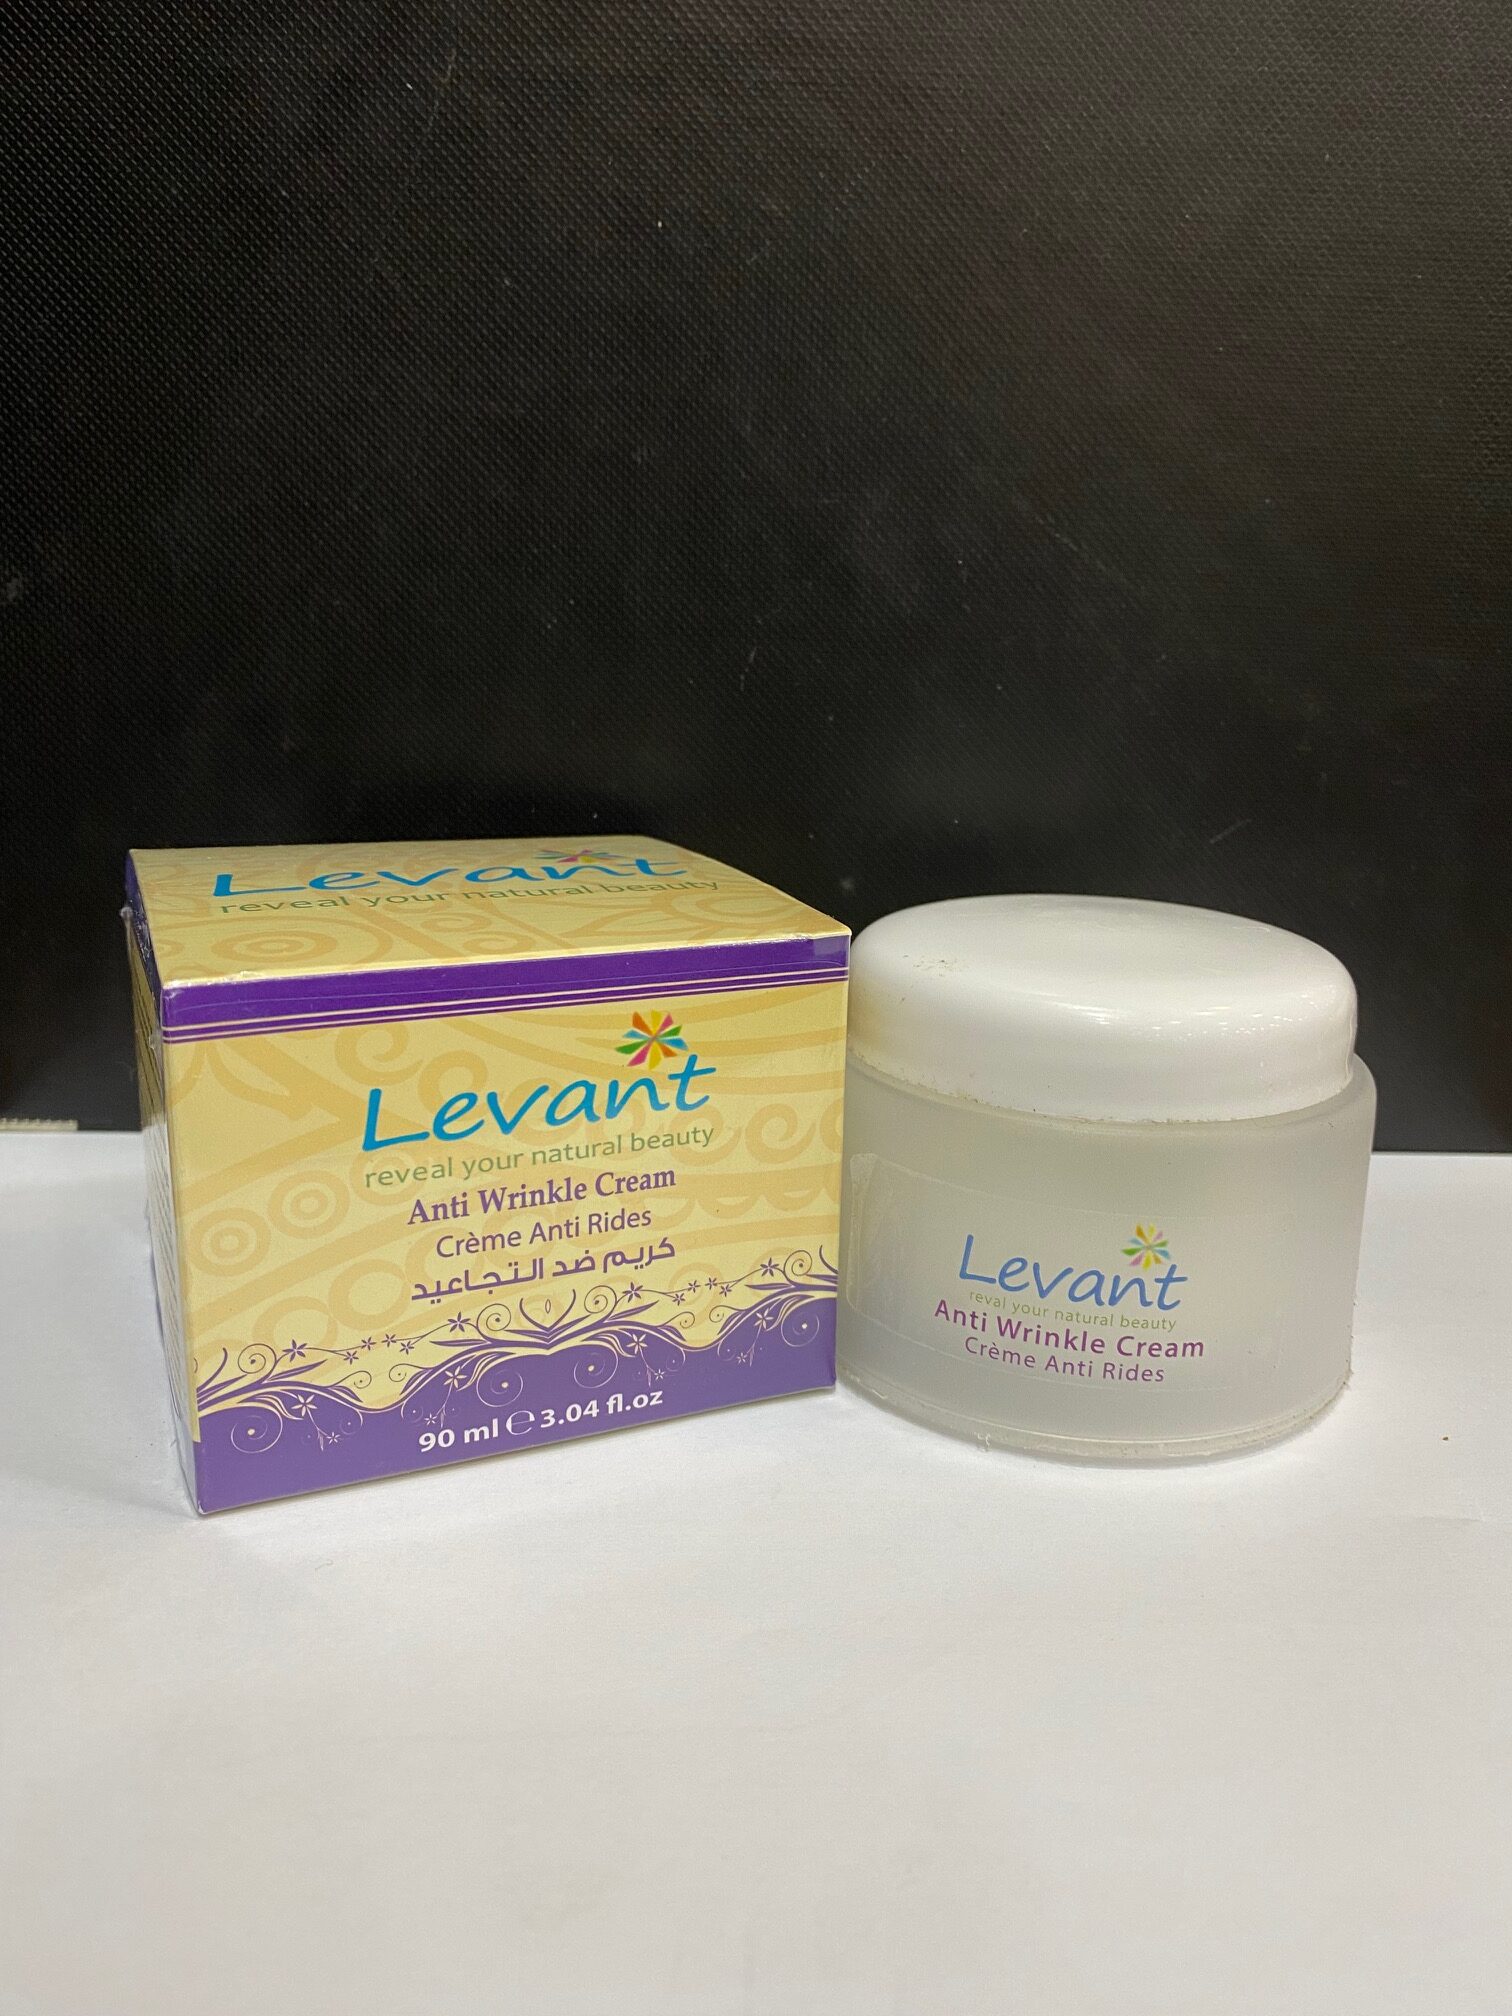 Levant
reveal your natural beauty
Levant
reveal your natural beauty
Anti Wrinkle Cream
Crème Anti Rides
كريم ضد التجاعيد
90 ml ℮ 3.04 fl.oz
Levant
reval your natural beauty
Anti Wrinkle Cream
Crème Anti Rides